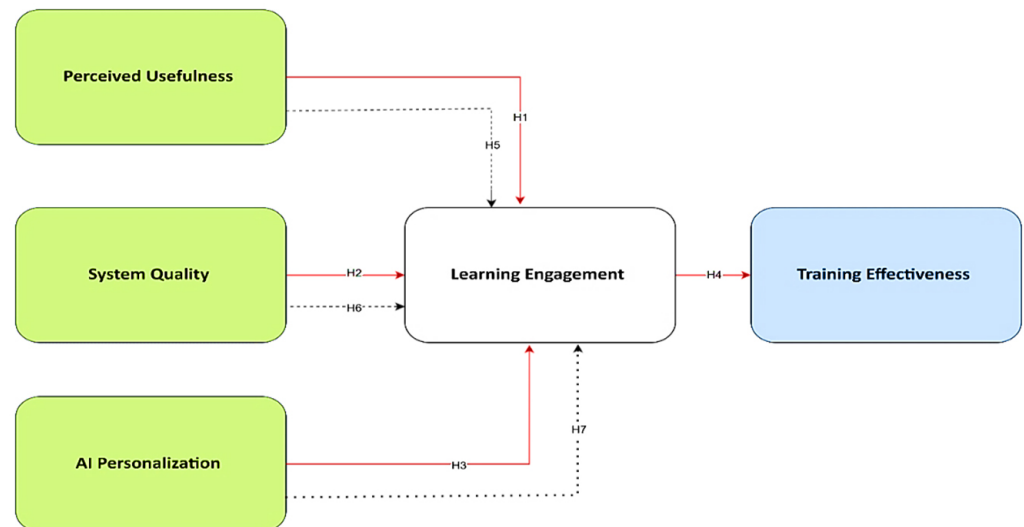 Perceived Usefulness
H1
H5
System Quality
H2
H6
Learning Engagement
H4
Training Effectiveness
AI Personalization
H3
H7